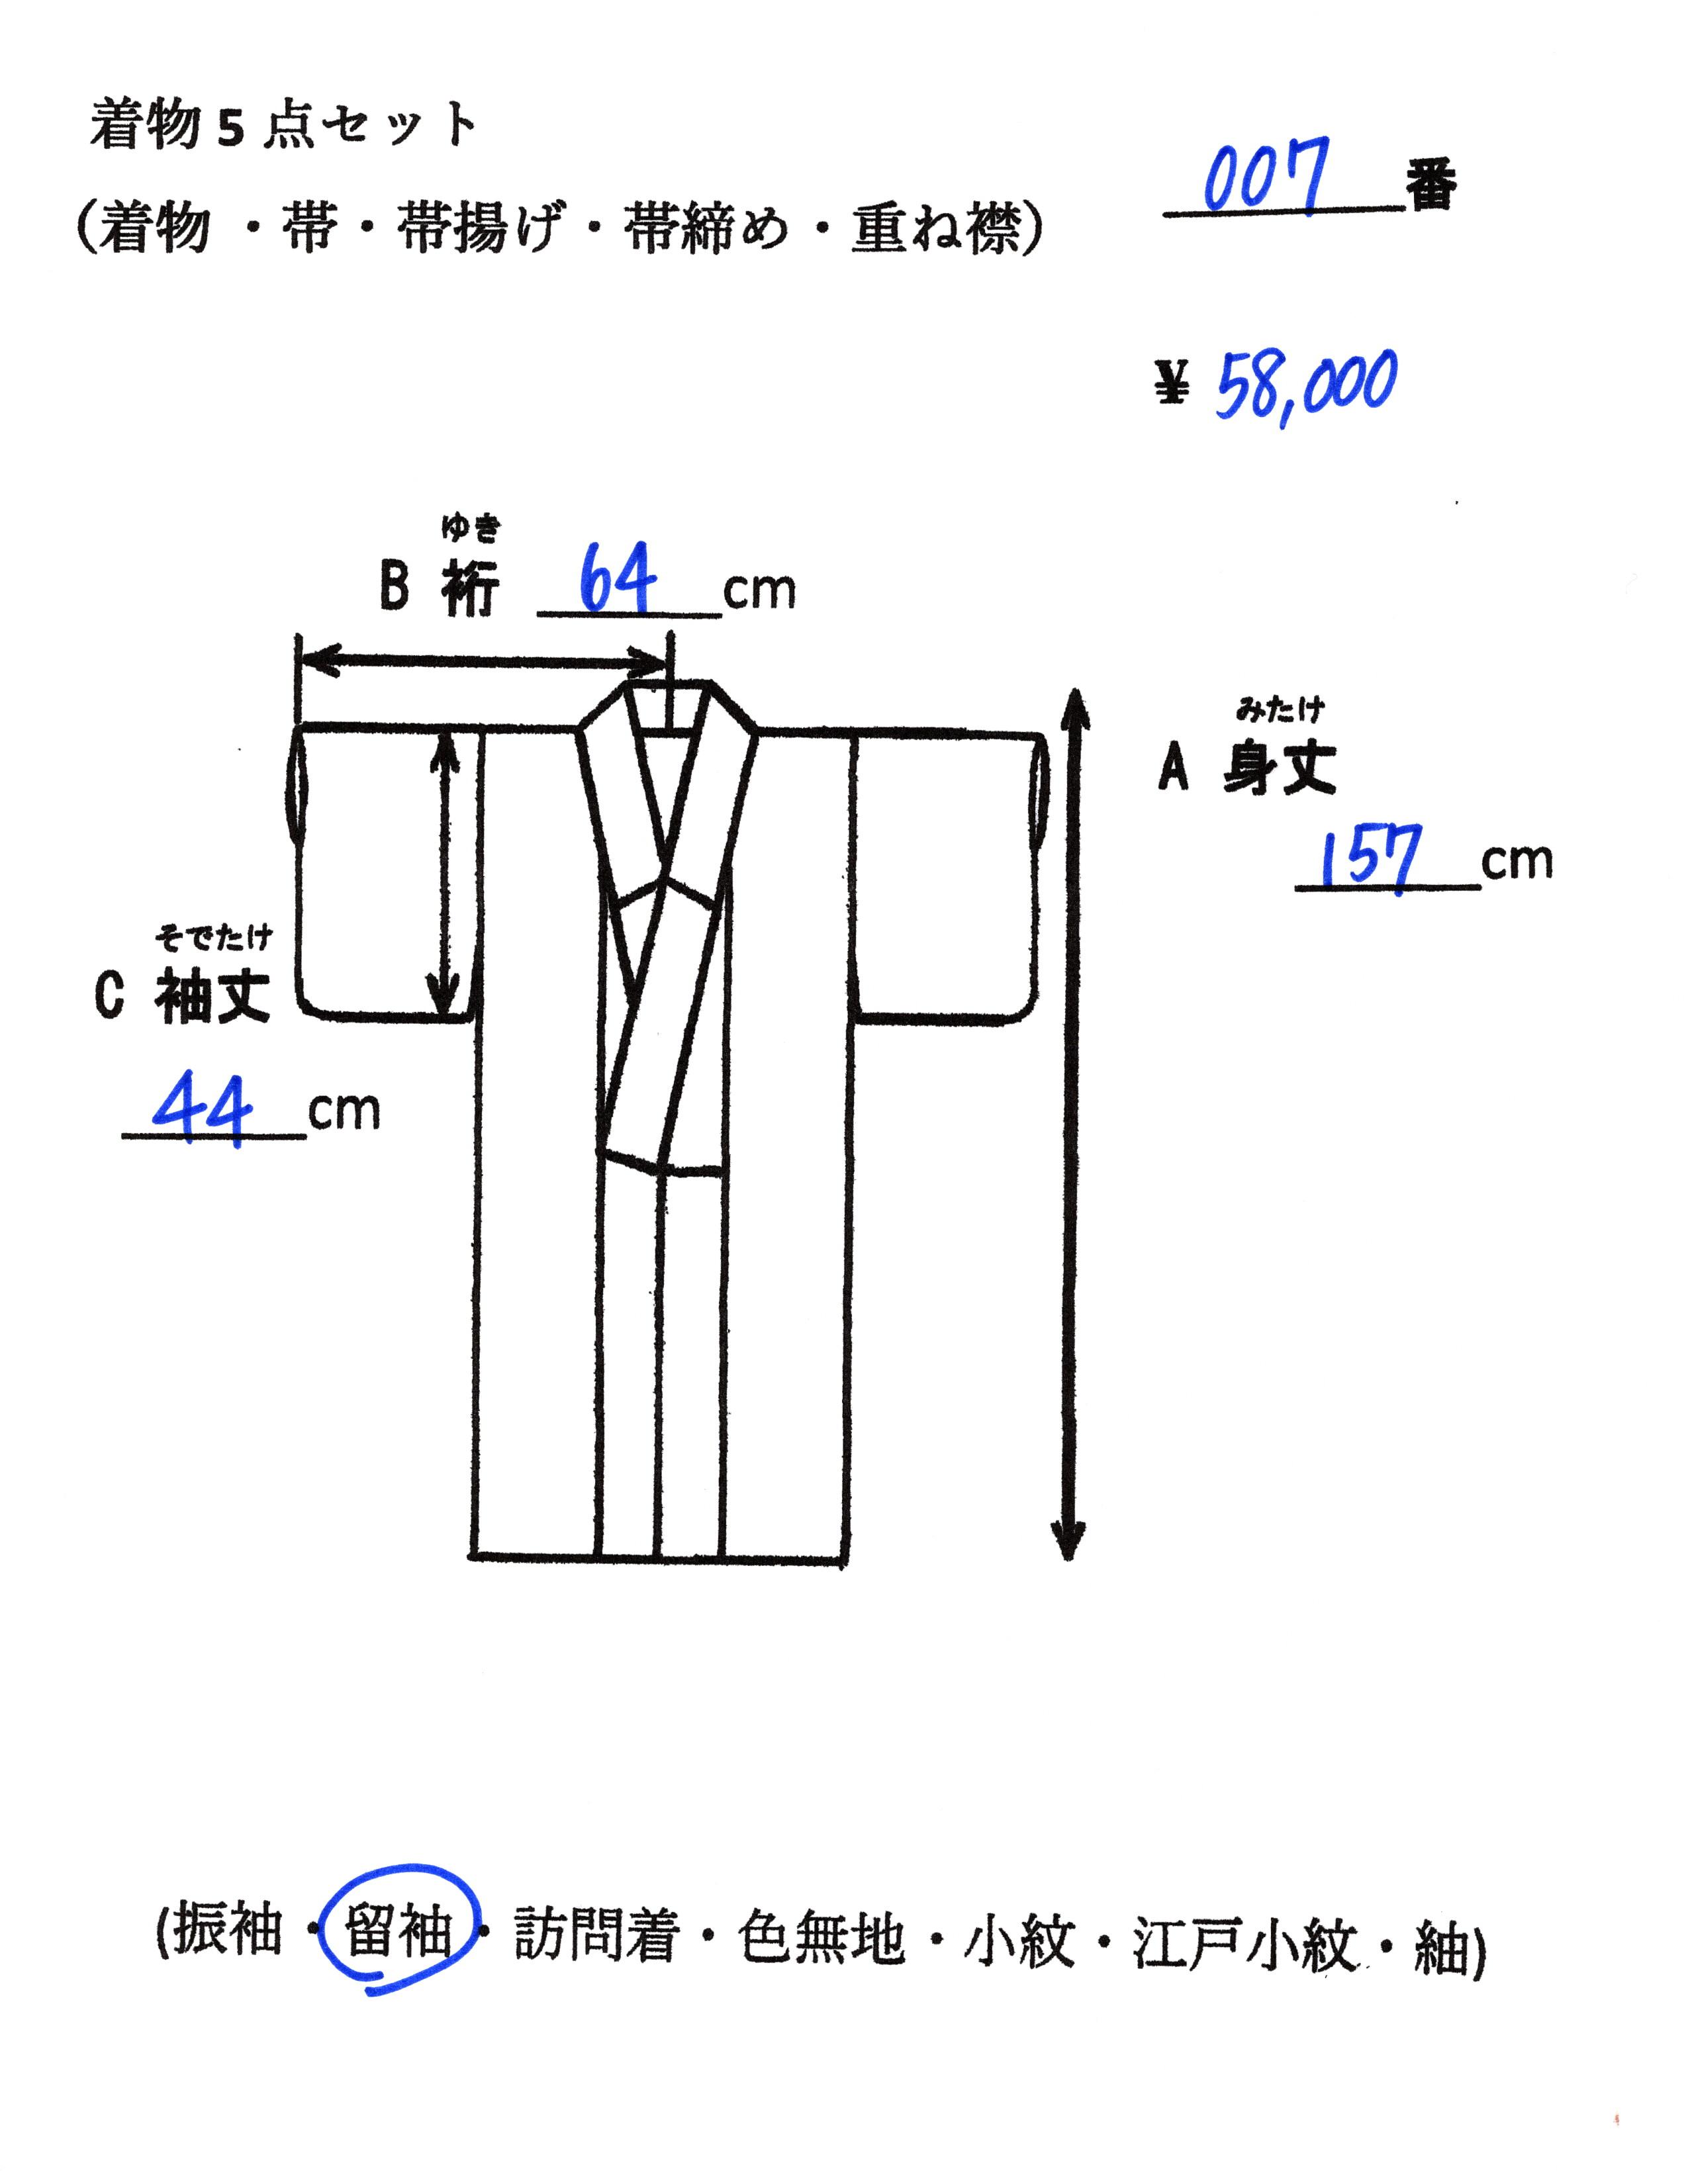 着物5点セット
007番
(着物・帯・帯揚げ・帯締め・重ね襟)
¥ 58,000
ゆき
B 裄 64 cm
みたけ
A 身丈
157 cm
そでたけ
C 袖丈
44 cm
(振袖・留袖・訪問着・色無地・小紋・江戸小紋・紬)